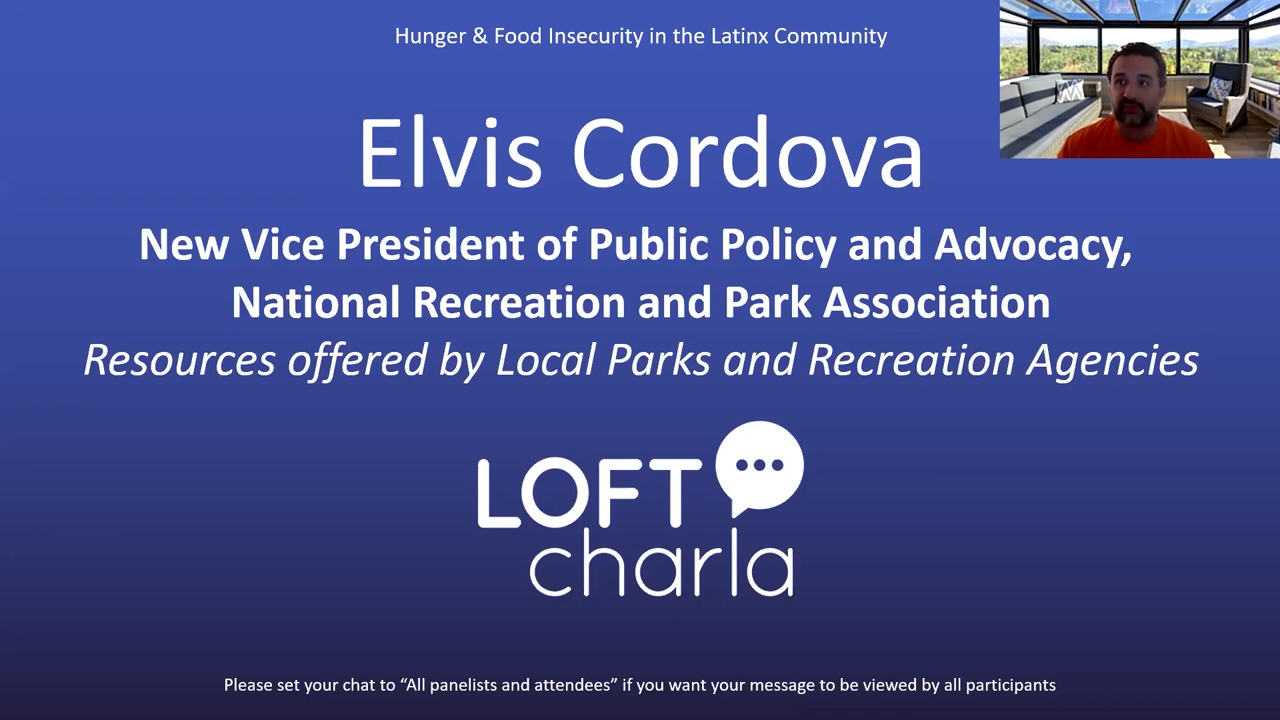 Hunger & Food Insecurity in the Latinx Community
Elvis Cordova
New Vice President of Public Policy and Advocacy,
National Recreation and Park Association
Resources offered by Local Parks and Recreation Agencies
LOFT
charla
Please set your chat to “All panelists and attendees” if you want your message to be viewed by all participants